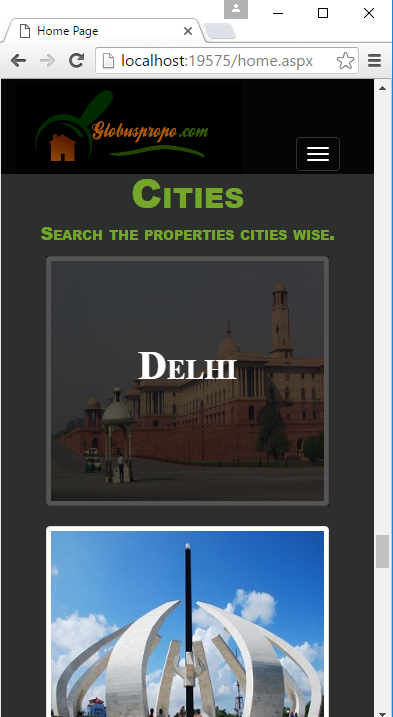 Home Page
localhost:19575/home.aspx
Globuspropo.com
Cities
Search the properties cities wise.
Delhi